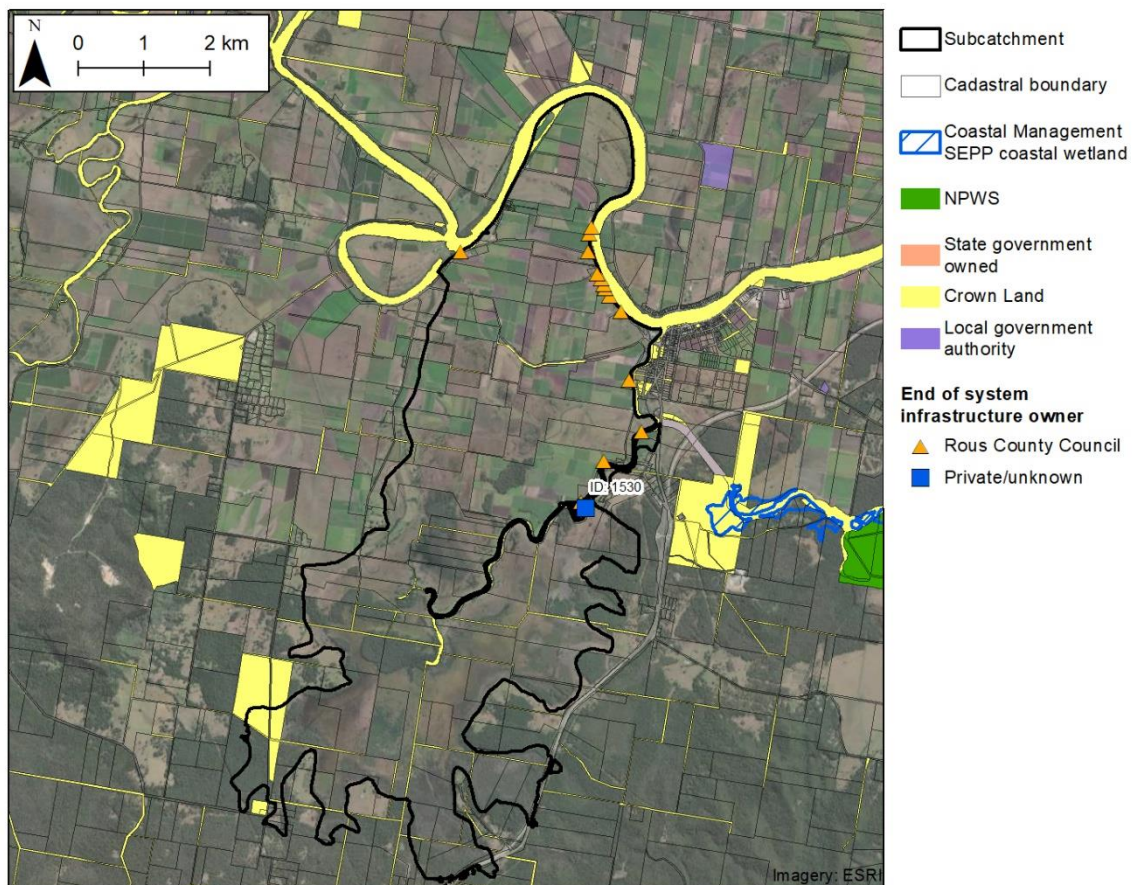 N
0 1 2 km
ID: 1530
Imagery: ESRI
Subcatchment
Cadastral boundary
Coastal Management
SEPP coastal wetland
NPWS
State government
owned
Crown Land
Local government
authority
End of system
infrastructure owner
Rous County Council
Private/unknown